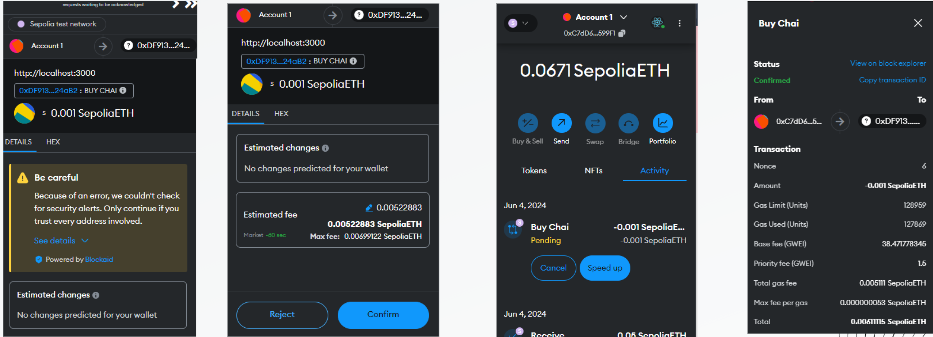 requests waiting to be acknowledged
Sepolia test network
Account 1
0xDF913...24...
http://localhost:3000
0xDF913...24aB2 : BUY CHAI
S 0.001 SepoliaETH
DETAILS HEX
Be careful
Because of an error, we couldn't check
for security alerts. Only continue if you
trust every address involved.
See details
Powered by Blockaid
Estimated changes
No changes predicted for your wallet
Account 1
0xDF913...24...
http://localhost:3000
0xDF913...24aB2 : BUY CHAI
S 0.001 SepoliaETH
DETAILS HEX
Estimated changes
No changes predicted for your wallet
Estimated fee 0.00522883
0.00522883 SepoliaETH
Market ~60 sec Max fee: 0.00699122 SepoliaETH
Reject Confirm
S
Account 1
0xC7dD6...599F1
0.0671 SepoliaETH
Buy & Sell Send Swap Bridge Portfolio
Tokens NFTs Activity
Jun 4, 2024
S
Buy Chai -0.001 SepoliaE...
Pending -0.001 SepoliaETH
Cancel Speed up
Jun 4, 2024
S
Receive 0.05 SepoliaETH
Buy Chai
Status View on block explorer
Confirmed Copy transaction ID
From To
0xC7dD6...5... 0xDF913......
Transaction
Nonce 6
Amount -0.001 SepoliaETH
Gas Limit (Units) 128959
Gas Used (Units) 127869
Base fee (GWEI) 38.471778345
Priority fee (GWEI) 1.5
Total gas fee 0.005111 SepoliaETH
Max fee per gas 0.000000053 SepoliaETH
Total 0.00611115 SepoliaETH